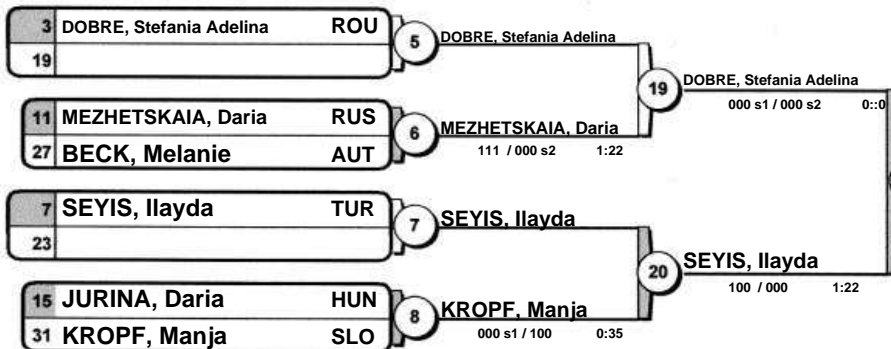 3 DOBRE, Stefania Adelina ROU
19
5
DOBRE, Stefania Adelina
11 MEZHETSKAIA, Daria RUS
27 BECK, Melanie AUT
6
MEZHETSKAIA, Daria
111 / 000 s2 1:22
19
DOBRE, Stefania Adelina
000 s1 / 000 s2 0::0
7 SEYIS, Ilayda TUR
23
7
SEYIS, Ilayda
15 JURINA, Daria HUN
31 KROPF, Manja SLO
8
KROPF, Manja
000 s1 / 100 0:35
20
SEYIS, Ilayda
100 / 000 1:22